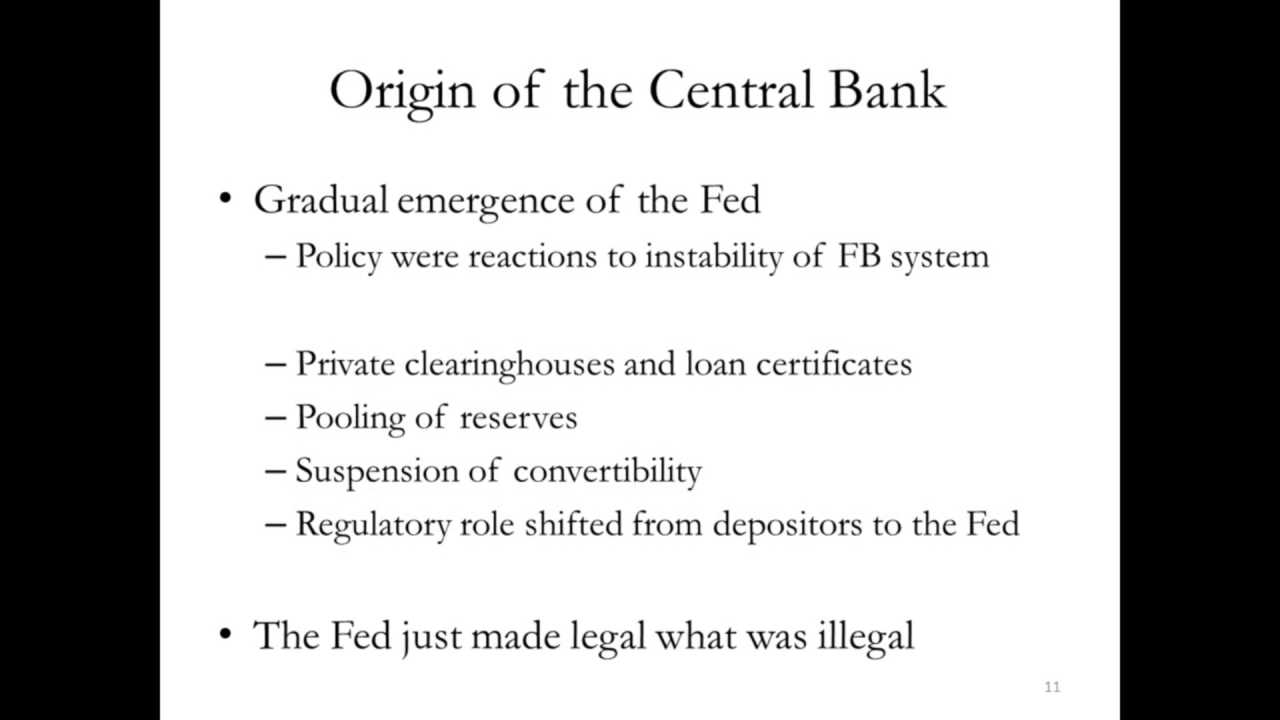 Origin of the Central Bank
• Gradual emergence of the Fed
– Policy were reactions to instability of FB system
– Private clearinghouses and loan certificates
– Pooling of reserves
– Suspension of convertibility
– Regulatory role shifted from depositors to the Fed
• The Fed just made legal what was illegal
11